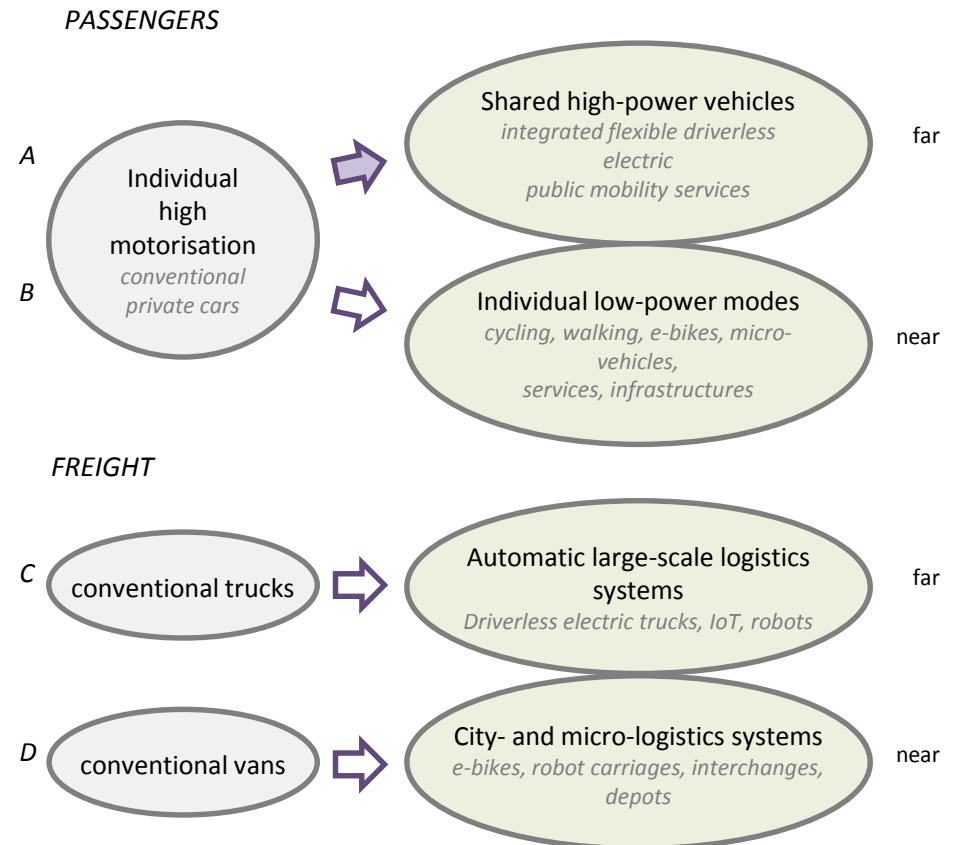 PASSENGERS
A
Individual
high
motorisation
conventional
private cars
B
Shared high-power vehicles
integrated flexible driverless
electric
public mobility services
far
Individual low-power modes
cycling, walking, e-bikes, micro-
vehicles,
services, infrastructures
near
FREIGHT
C
conventional trucks
Automatic large-scale logistics
systems
Driverless electric trucks, IoT, robots
far
D
conventional vans
City- and micro-logistics systems
e-bikes, robot carriages, interchanges,
depots
near